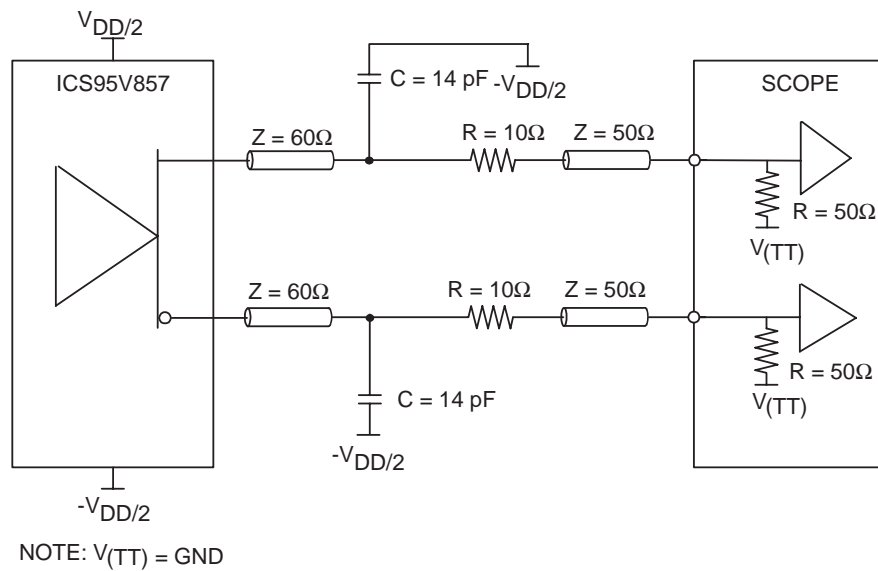 VDD/2
ICS95V857
C = 14 pF
-VDD/2
SCOPE
Z = 60Ω
R = 10Ω
Z = 50Ω
R = 50Ω
V(TT)
Z = 60Ω
R = 10Ω
Z = 50Ω
R = 50Ω
V(TT)
C = 14 pF
-VDD/2
-VDD/2
NOTE: V(TT) = GND